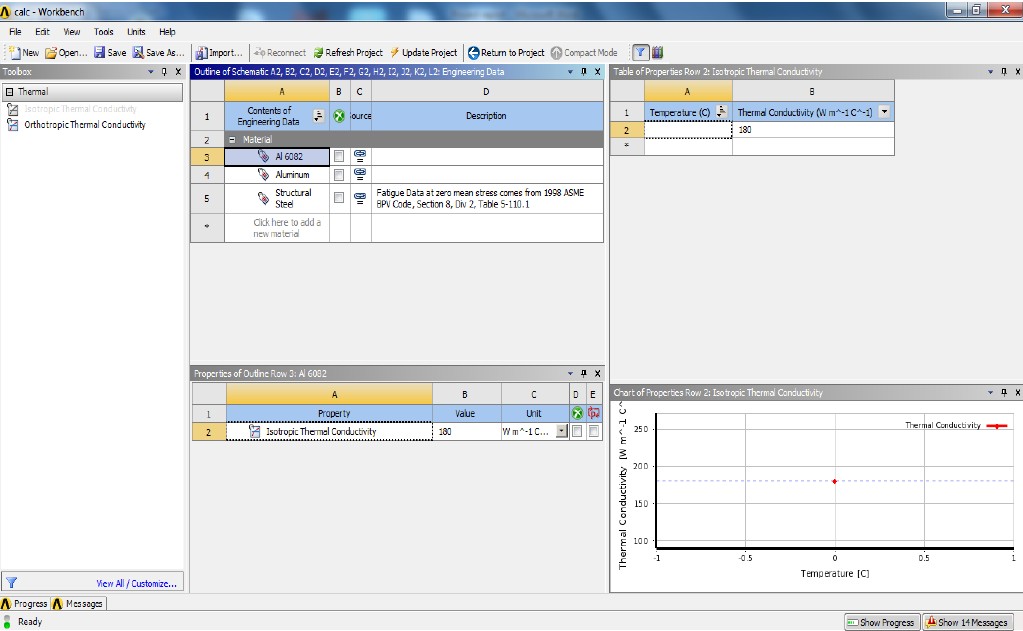 calc - Workbench
File Edit View Tools Units Help
New Open... Save Save As... Import... Reconnect Refresh Project Update Project Return to Project Compact Mode
Toolbox
Thermal
Isotropic Thermal Conductivity
Orthotropic Thermal Conductivity
View All / Customize...
Outline of Schematic A2, B2, C2, D2, E2, F2, G2, H2, I2, J2, K2, L2: Engineering Data
A B C D
1 Contents of Engineering Data ource Description
2 Material
3 Al 6082
4 Aluminum
5 Structural Steel Fatigue Data at zero mean stress comes from 1998 ASME
BPV Code, Section 8, Div 2, Table 5-110.1
* Click here to add a
new material
Properties of Outline Row 3: Al 6082
A B C D E
1 Property Value Unit
2 Isotropic Thermal Conductivity 180 W m^-1 C...
Table of Properties Row 2: Isotropic Thermal Conductivity
A B
1 Temperature (C) Thermal Conductivity (W m^-1 C^-1)
2 180
*
Chart of Properties Row 2: Isotropic Thermal Conductivity
Thermal Conductivity [W m^-1 C^
250
200
150
100
Thermal Conductivity
-1 -0.5 0 0.5 1
Temperature [C]
Progress Messages
Ready
Show Progress Show 14 Messages